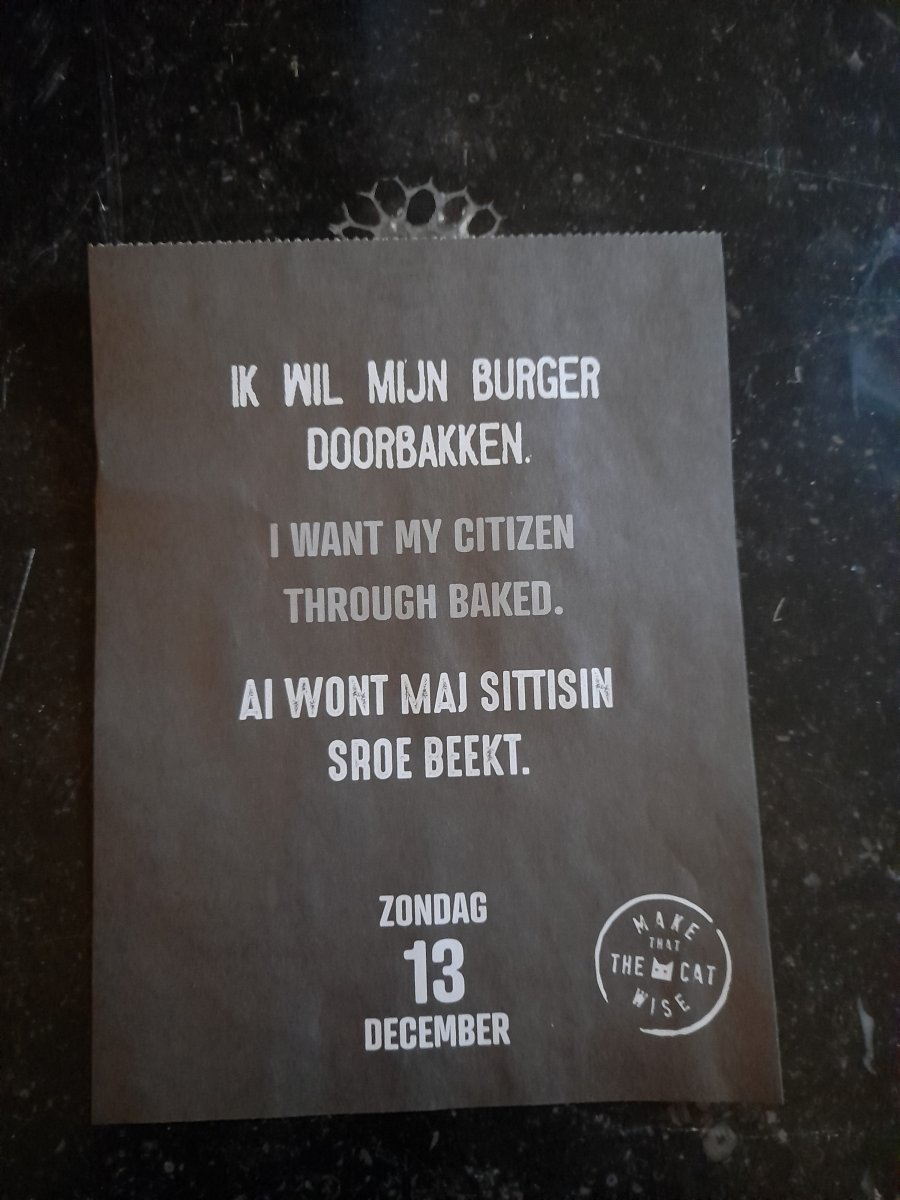 IK WIL MIJN BURGER
DOORBAKKEN.
I WANT MY CITIZEN
THROUGH BAKED.
AI WONT MAJ SITTISIN
SROE BEEKT.
ZONDAG
13
DECEMBER
MAKE
THAT
THE CAT
WISE